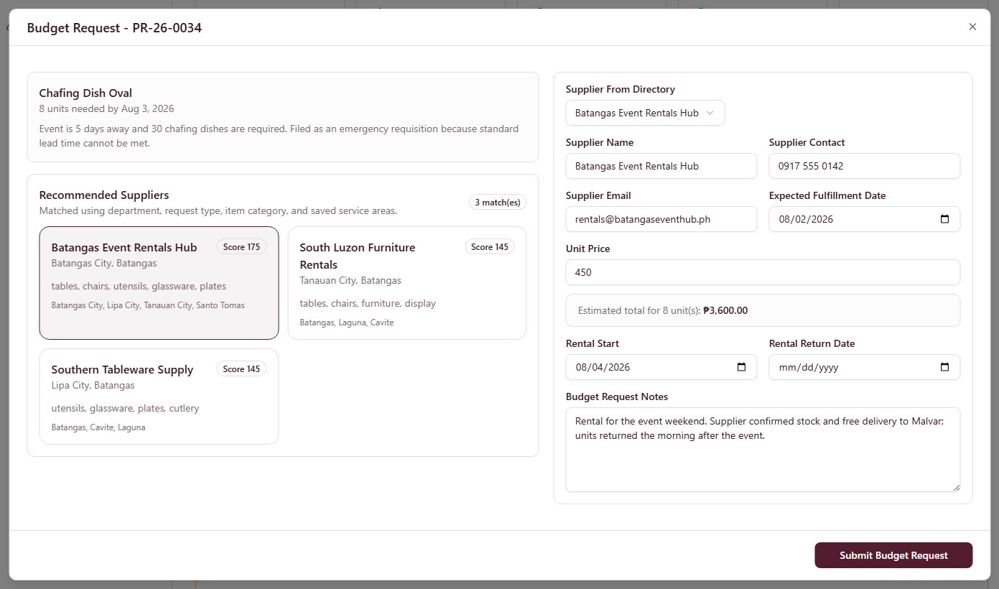 Budget Request - PR-26-0034
Chafing Dish Oval
8 units needed by Aug 3, 2026
Event is 5 days away and 30 chafing dishes are required. Filed as an emergency requisition because standard
lead time cannot be met.
Recommended Suppliers
Matched using department, request type, item category, and saved service areas.
3 match(es)
Batangas Event Rentals Hub
Score 175
Batangas City, Batangas
tables, chairs, utensils, glassware, plates
Batangas City, Lipa City, Tanauan City, Santo Tomas
South Luzon Furniture
Rentals
Score 145
Tanauan City, Batangas
tables, chairs, furniture, display
Batangas, Laguna, Cavite
Southern Tableware Supply
Score 145
Lipa City, Batangas
utensils, glassware, plates, cutlery
Batangas, Cavite, Laguna
Supplier From Directory
Batangas Event Rentals Hub
Supplier Name
Supplier Contact
Batangas Event Rentals Hub
0917 555 0142
Supplier Email
Expected Fulfillment Date
rentals@batangaseventhub.ph
08/02/2026
Unit Price
450
Estimated total for 8 unit(s): ₱3,600.00
Rental Start
Rental Return Date
08/04/2026
mm/dd/yyyy
Budget Request Notes
Rental for the event weekend. Supplier confirmed stock and free delivery to Malvar;
units returned the morning after the event.
Submit Budget Request